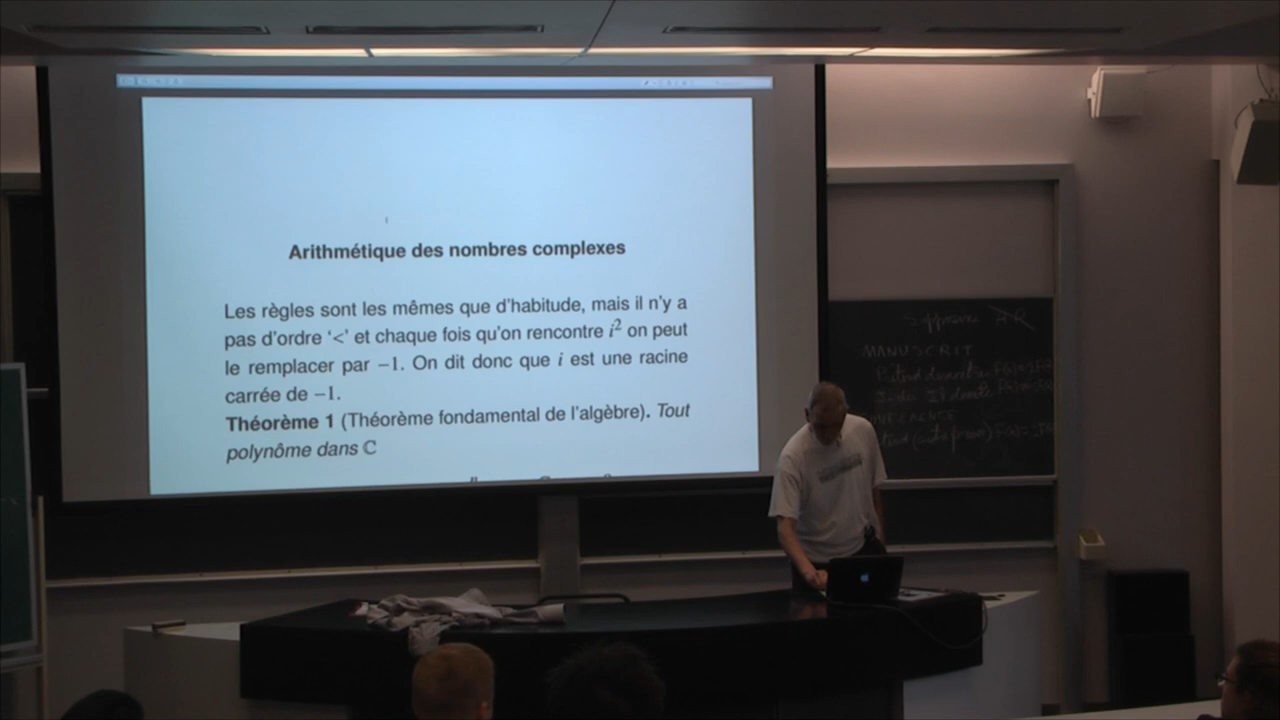 Arithmétique des nombres complexes
Les règles sont les mêmes que d'habitude, mais il n'y a
pas d'ordre '<' et chaque fois qu'on rencontre i² on peut
le remplacer par −1. On dit donc que i est une racine
carrée de −1.
Théorème 1 (Théorème fondamental de l'algèbre). Tout
polynôme dans ℂ
MANUSCRIT